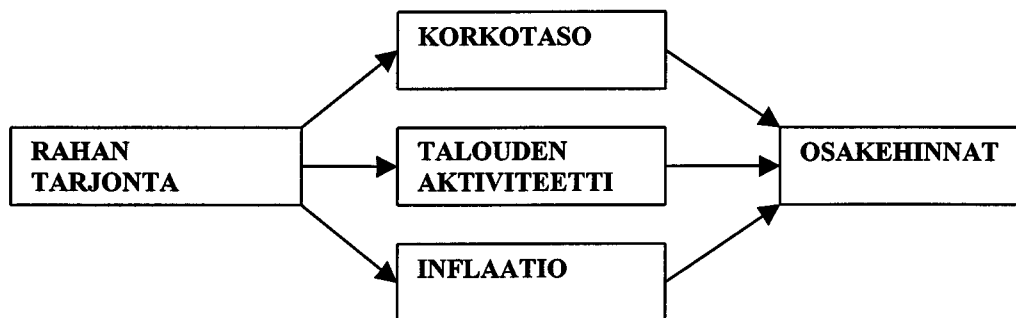 KORKOTASO
RAHAN
TARJONTA
TALOUDEN
AKTIVITEETTI
OSAKEHINNAT
INFLAATIO